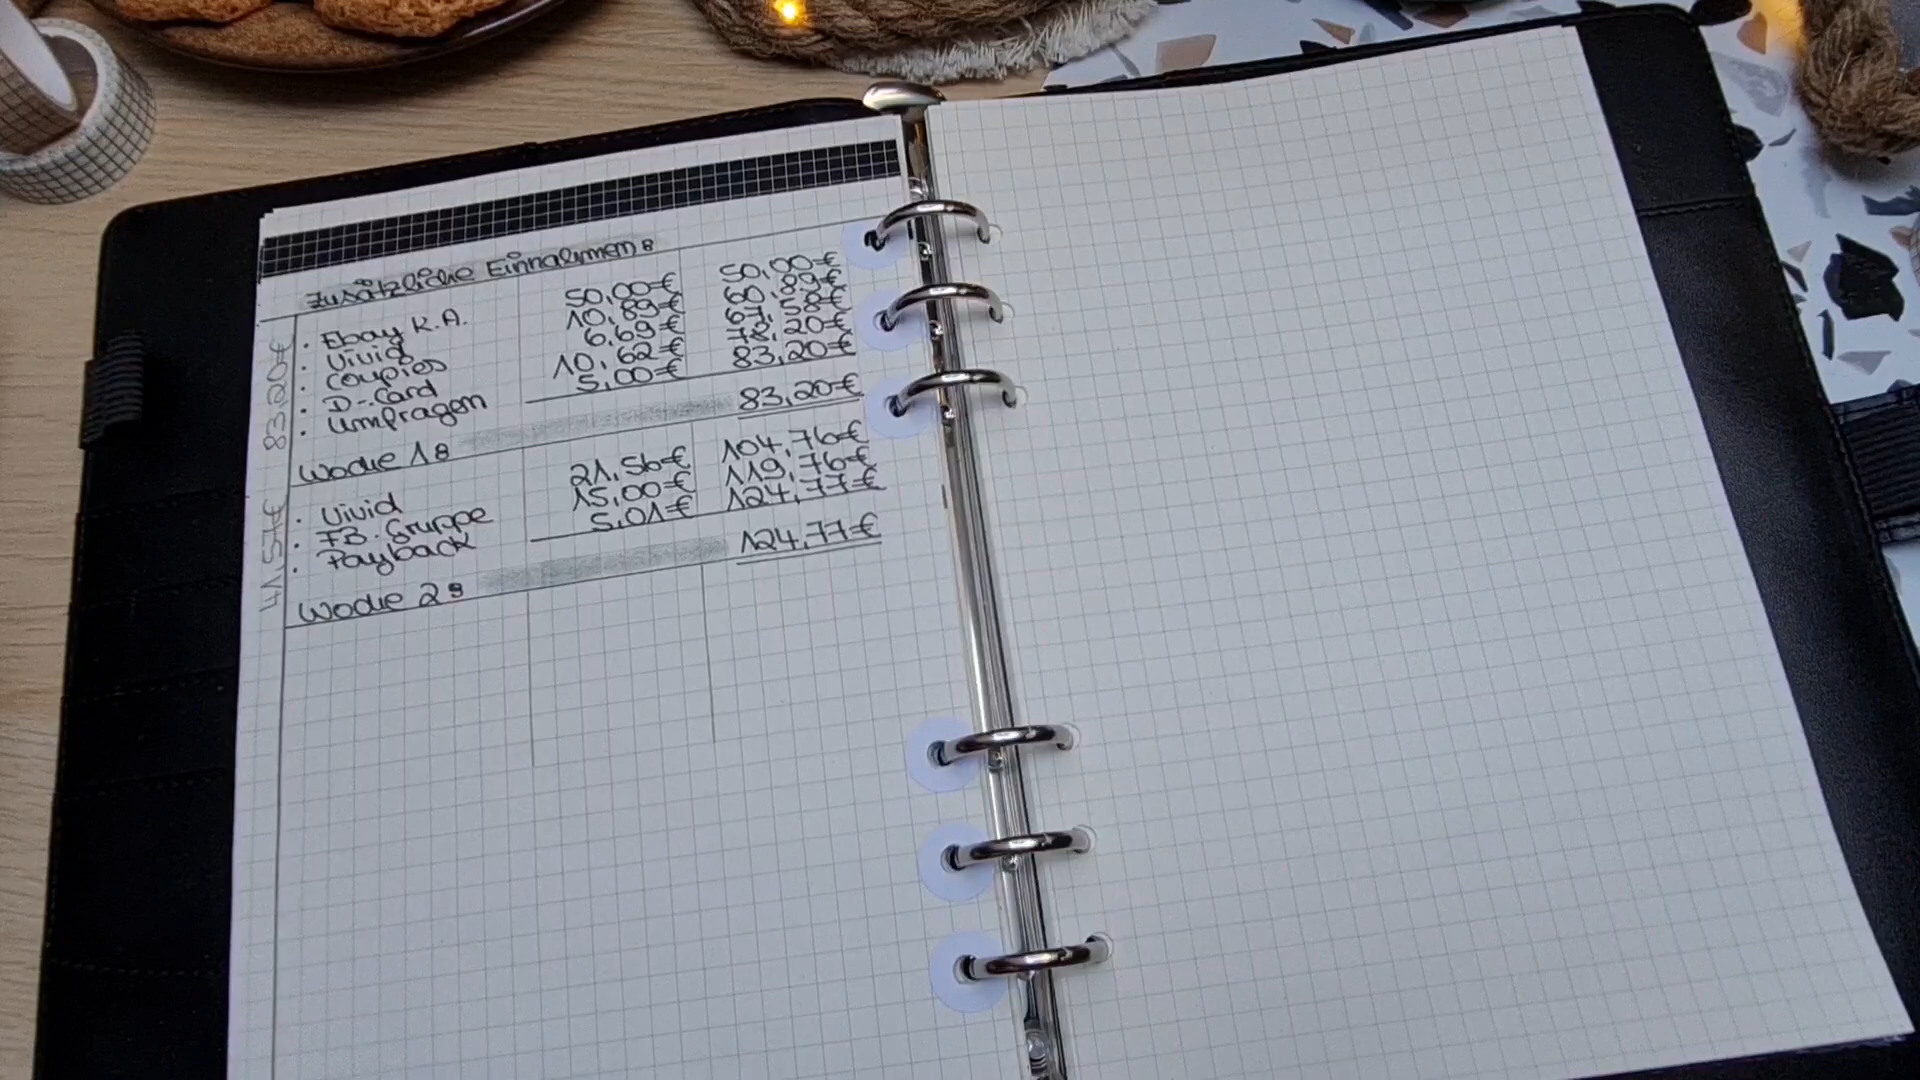 Zusätzliche Einnahmen:
· Ebay K.A. 50,00€ 50,00€
· Vivid 10,89€ 60,89€
· Coupies 6,69€ 67,58€
· D-Card 10,62€ 78,20€
· Umfragen 5,00€ 83,20€
Woche 1: 83,20€
83,20€
· Vivid 21,56€ 104,76€
· FB. Gruppe 15,00€ 119,76€
· Payback 5,01€ 124,77€
Woche 2: 124,77€
41,57€